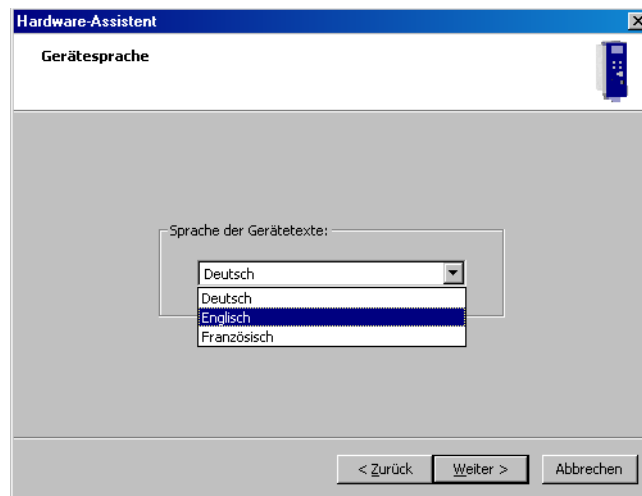 Hardware-Assistent
Gerätesprache
Sprache der Gerätetexte:
Deutsch
Deutsch
Englisch
Französisch
< Zurück Weiter > Abbrechen